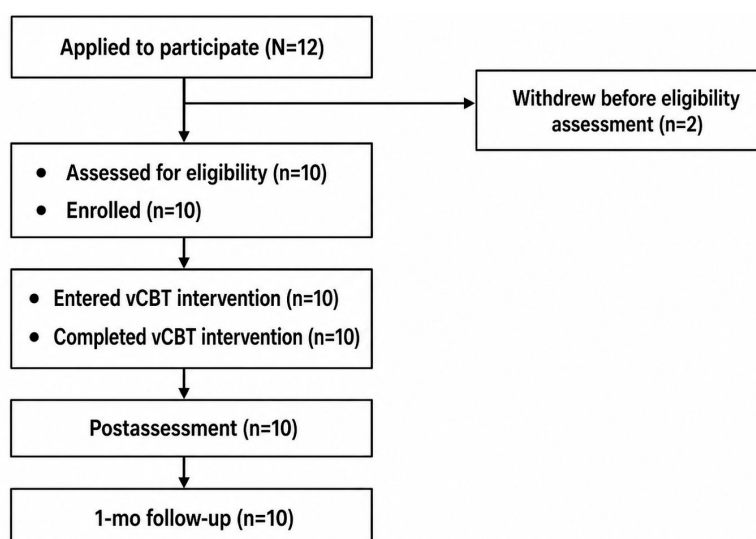 Applied to participate (N=12)
Withdrew before eligibility
assessment (n=2)
• Assessed for eligibility (n=10)
• Enrolled (n=10)
• Entered vCBT intervention (n=10)
• Completed vCBT intervention (n=10)
Postassessment (n=10)
1-mo follow-up (n=10)